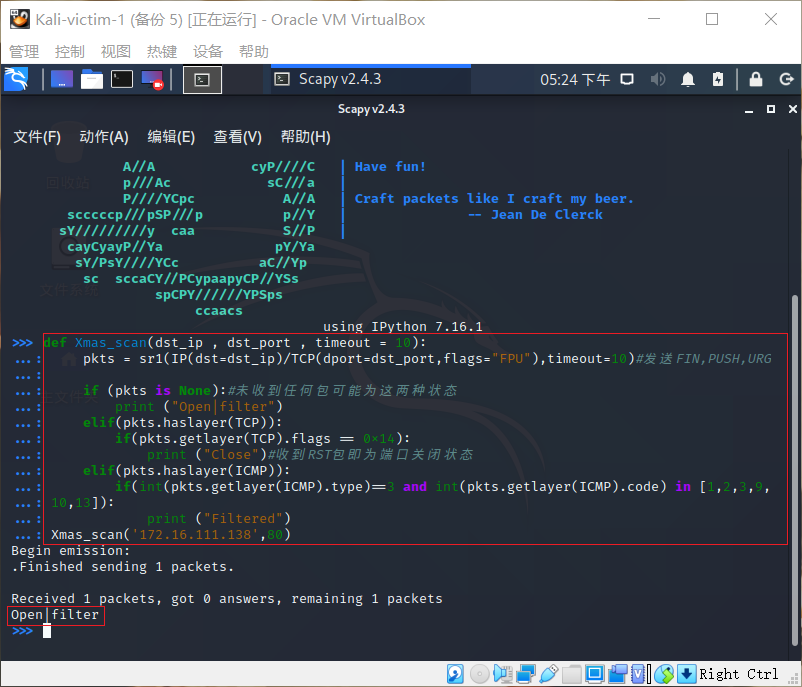 Kali-victim-1 (备份 5) [正在运行] - Oracle VM VirtualBox
管理 控制 视图 热键 设备 帮助
Scapy v2.4.3 05:24 下午
Scapy v2.4.3
文件(F) 动作(A) 编辑(E) 查看(V) 帮助(H)
A//A cyP////C | Have fun!
p///Ac sC///a |
P////YCpc A//A | Craft packets like I craft my beer.
scccccp///pSP///p p//Y | -- Jean De Clerck
sY/////////y caa S//P |
cayCyayP//Ya pY/Ya
sY/PsY////YCc aC//Yp
sc sccaCY//PCypaapyCP//YSs
spCPY//////YPSps
ccaacs
using IPython 7.16.1
>>> def Xmas_scan(dst_ip , dst_port , timeout = 10):
...: pkts = sr1(IP(dst=dst_ip)/TCP(dport=dst_port,flags="FPU"),timeout=10)#发送FIN,PUSH,URG
...:
...: if (pkts is None):#未收到任何包可能为这两种状态
...: print ("Open|filter")
...: elif(pkts.haslayer(TCP)):
...: if(pkts.getlayer(TCP).flags == 0×14):
...: print ("Close")#收到RST包即为端口关闭状态
...: elif(pkts.haslayer(ICMP)):
...: if(int(pkts.getlayer(ICMP).type)==3 and int(pkts.getlayer(ICMP).code) in [1,2,3,9,
...: 10,13]):
...: print ("Filtered")
...: Xmas_scan('172.16.111.138',80)
Begin emission:
.Finished sending 1 packets.
Received 1 packets, got 0 answers, remaining 1 packets
Open|filter
>>>
Right Ctrl